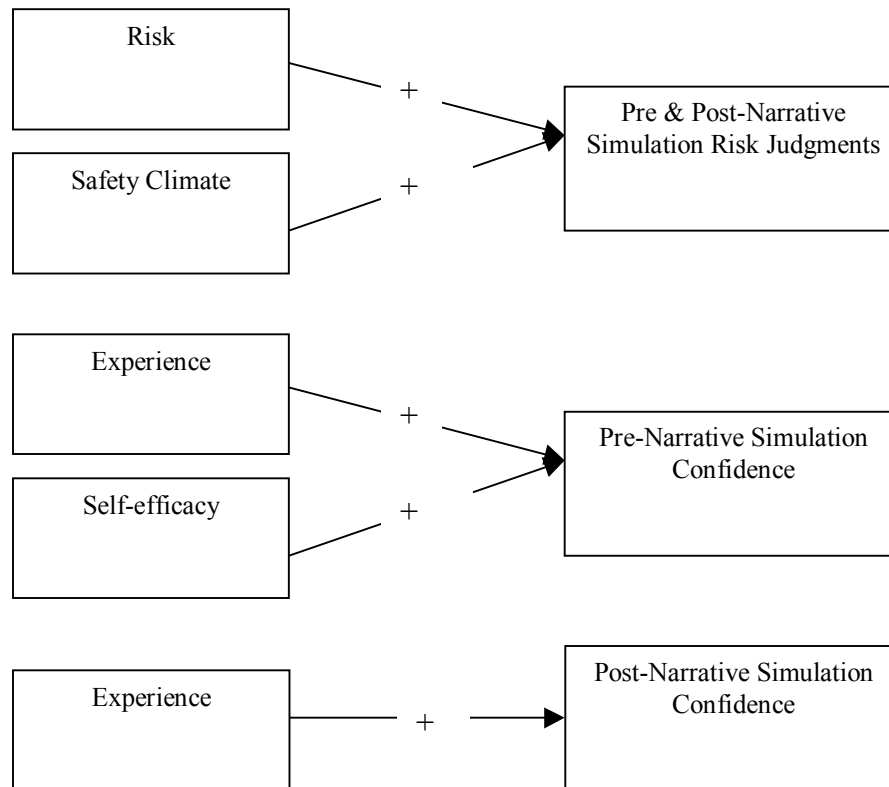 Risk
+
Pre & Post-Narrative
Simulation Risk Judgments
Safety Climate
+
Experience
+
Pre-Narrative Simulation
Confidence
Self-efficacy
+
Experience
+
Post-Narrative Simulation
Confidence